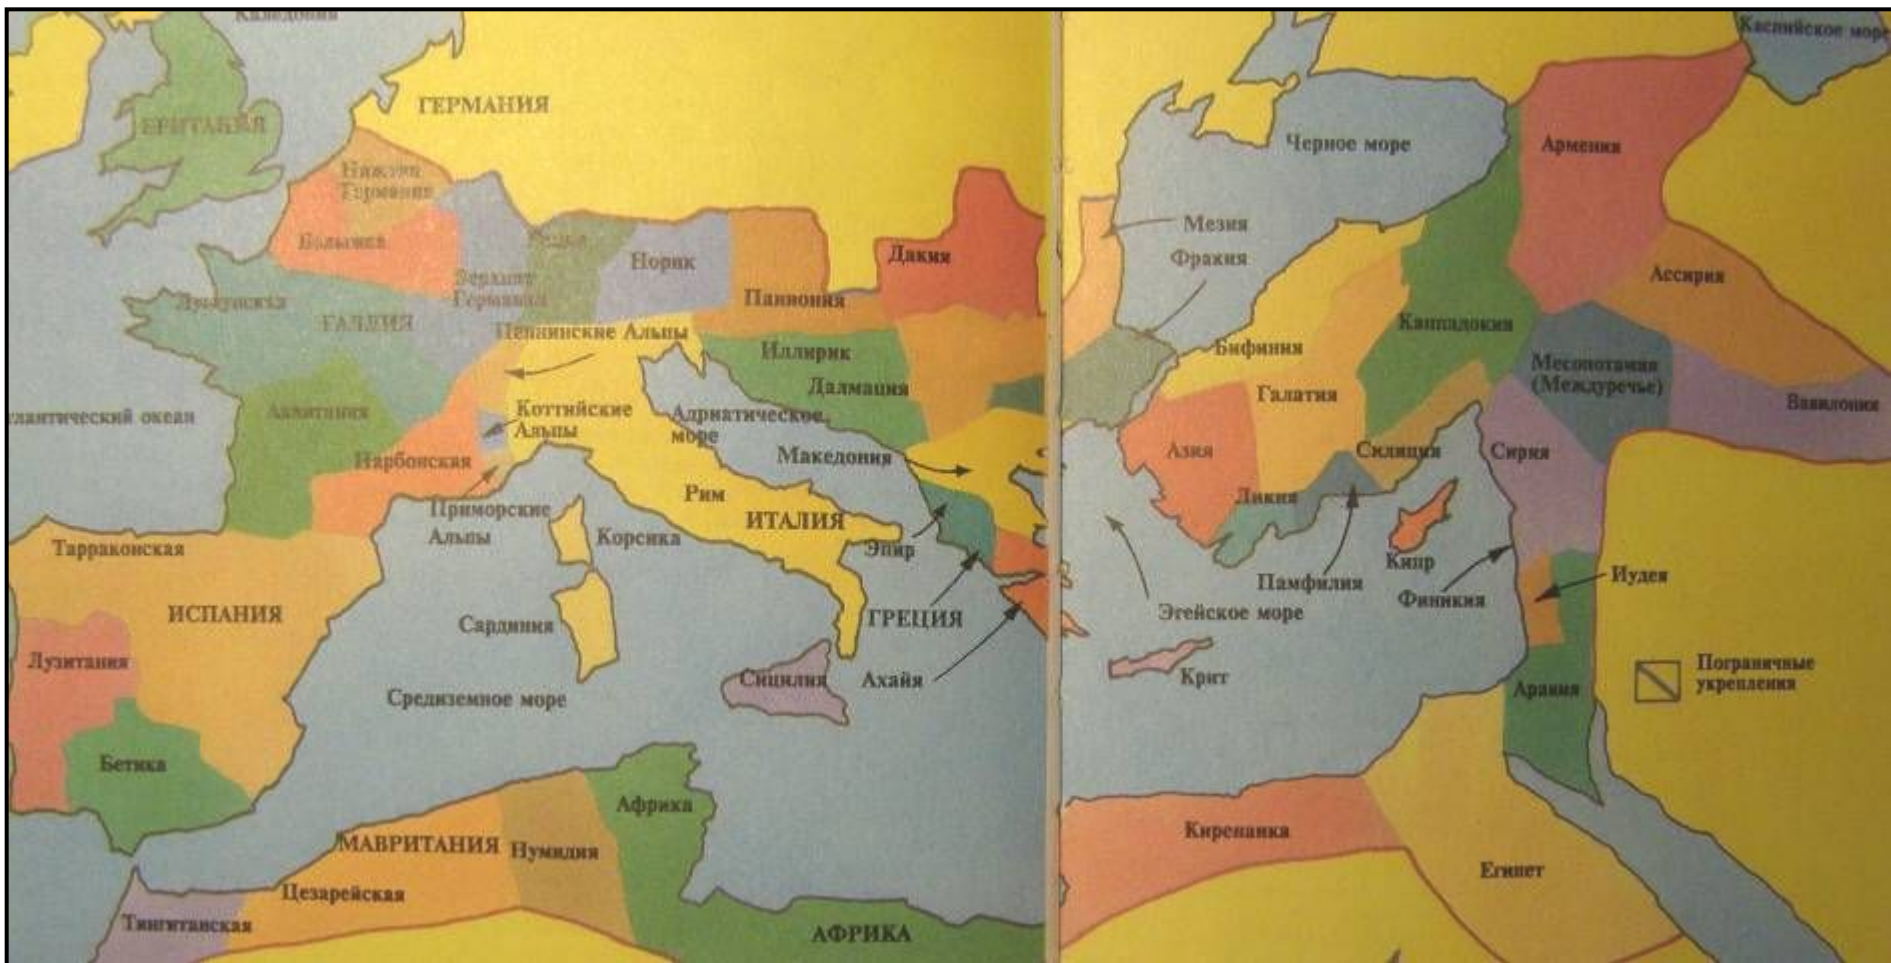 Каспийское море
ГЕРМАНИЯ
БРИТАНИЯ
Черное море
Армения
Нижняя
Германия
Мезия
Фракия
Норик
Дакия
Ассирия
Верхняя
Германия
Паннония
ГАЛЛИЯ
Пеннинские Альпы
Каппадокия
Иллирик
Бифиния
Далмация
Месопотамия
(Междуречье)
Галатия
Вавилония
Аквитания
Коттийские
Альпы
Адриатическое
море
океан
Нарбонская
Македония
Азия
Сирия
Рим
ИТАЛИЯ
Ликия
Приморские
Альпы
Корсика
Тарраконская
Эпир
Кипр
Памфилия
Иудея
Финикия
ИСПАНИЯ
Сардиния
ГРЕЦИЯ
Эгейское море
Лузитания
Сицилия
Ахайя
Крит
Пограничные
укрепления
Средиземное море
Аравия
Бетика
Африка
МАВРИТАНИЯ
Нумидия
Киренаика
Цезарейская
Египет
Тингитанская
АФРИКА